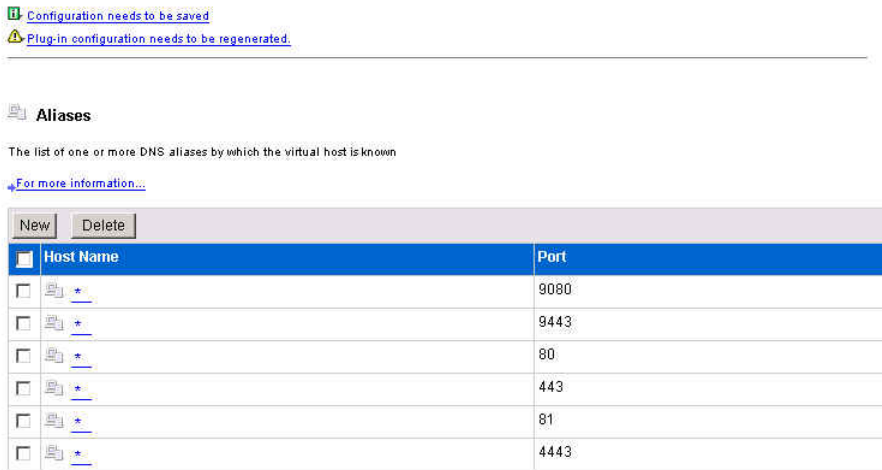 Configuration needs to be saved
Plug-in configuration needs to be regenerated.
Aliases
The list of one or more DNS aliases by which the virtual host is known
For more information...
New Delete
Host Name Port
* 9080
* 9443
* 80
* 443
* 81
* 4443